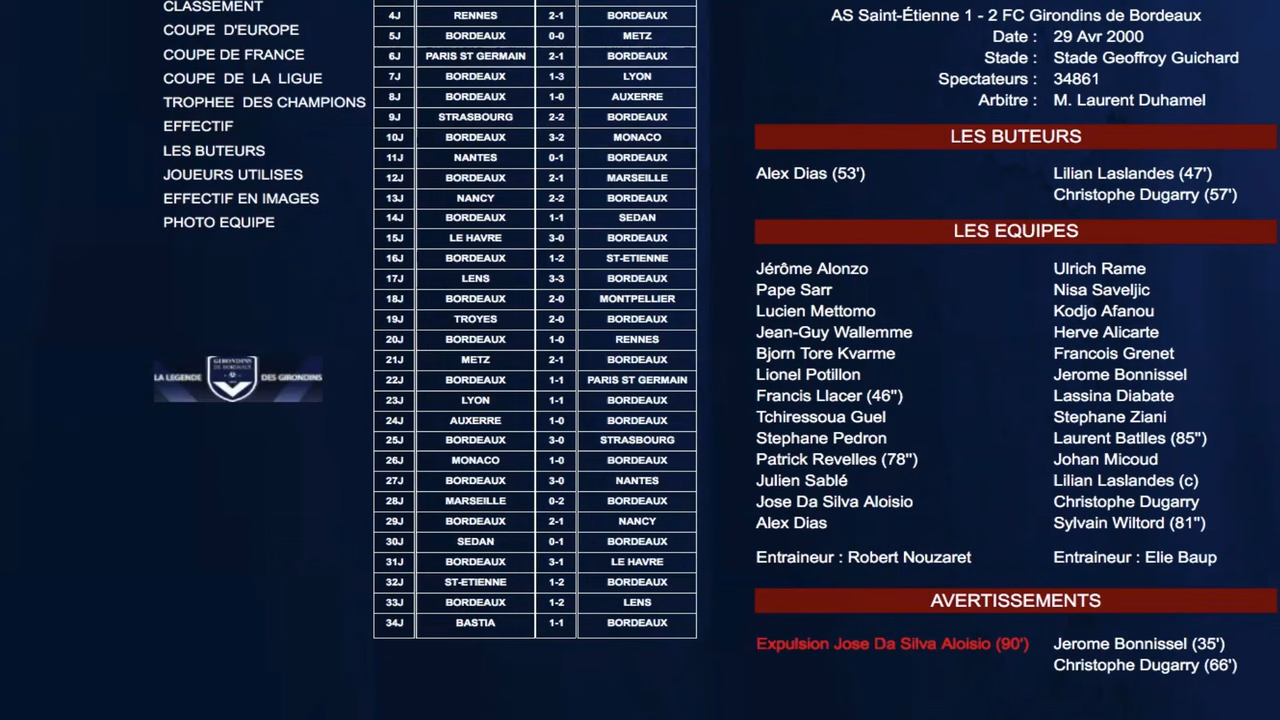 CLASSEMENT
COUPE D'EUROPE
COUPE DE FRANCE
COUPE DE LA LIGUE
TROPHEE DES CHAMPIONS
EFFECTIF
LES BUTEURS
JOUEURS UTILISES
EFFECTIF EN IMAGES
PHOTO EQUIPE
LA LEGENDE GIRONDINS DE BORDEAUX DES GIRONDINS
4J RENNES 2-1 BORDEAUX
5J BORDEAUX 0-0 METZ
6J PARIS ST GERMAIN 2-1 BORDEAUX
7J BORDEAUX 1-3 LYON
8J BORDEAUX 1-0 AUXERRE
9J STRASBOURG 2-2 BORDEAUX
10J BORDEAUX 3-2 MONACO
11J NANTES 0-1 BORDEAUX
12J BORDEAUX 2-1 MARSEILLE
13J NANCY 2-2 BORDEAUX
14J BORDEAUX 1-1 SEDAN
15J LE HAVRE 3-0 BORDEAUX
16J BORDEAUX 1-2 ST-ETIENNE
17J LENS 3-3 BORDEAUX
18J BORDEAUX 2-0 MONTPELLIER
19J TROYES 2-0 BORDEAUX
20J BORDEAUX 1-0 RENNES
21J METZ 2-1 BORDEAUX
22J BORDEAUX 1-1 PARIS ST GERMAIN
23J LYON 1-1 BORDEAUX
24J AUXERRE 1-0 BORDEAUX
25J BORDEAUX 3-0 STRASBOURG
26J MONACO 1-0 BORDEAUX
27J BORDEAUX 3-0 NANTES
28J MARSEILLE 0-2 BORDEAUX
29J BORDEAUX 2-1 NANCY
30J SEDAN 0-1 BORDEAUX
31J BORDEAUX 3-1 LE HAVRE
32J ST-ETIENNE 1-2 BORDEAUX
33J BORDEAUX 1-2 LENS
34J BASTIA 1-1 BORDEAUX
AS Saint-Étienne 1 - 2 FC Girondins de Bordeaux
Date : 29 Avr 2000
Stade : Stade Geoffroy Guichard
Spectateurs : 34861
Arbitre : M. Laurent Duhamel
LES BUTEURS
Alex Dias (53') Lilian Laslandes (47')
Christophe Dugarry (57')
LES EQUIPES
Jérôme Alonzo Ulrich Rame
Pape Sarr Nisa Saveljic
Lucien Mettomo Kodjo Afanou
Jean-Guy Wallemme Herve Alicarte
Bjorn Tore Kvarme Francois Grenet
Lionel Potillon Jerome Bonnissel
Francis Llacer (46") Lassina Diabate
Tchiressoua Guel Stephane Ziani
Stephane Pedron Laurent Batlles (85")
Patrick Revelles (78") Johan Micoud
Julien Sablé Lilian Laslandes (c)
Jose Da Silva Aloisio Christophe Dugarry
Alex Dias Sylvain Wiltord (81")
Entraineur : Robert Nouzaret Entraineur : Elie Baup
AVERTISSEMENTS
Expulsion Jose Da Silva Aloisio (90') Jerome Bonnissel (35')
Christophe Dugarry (66')